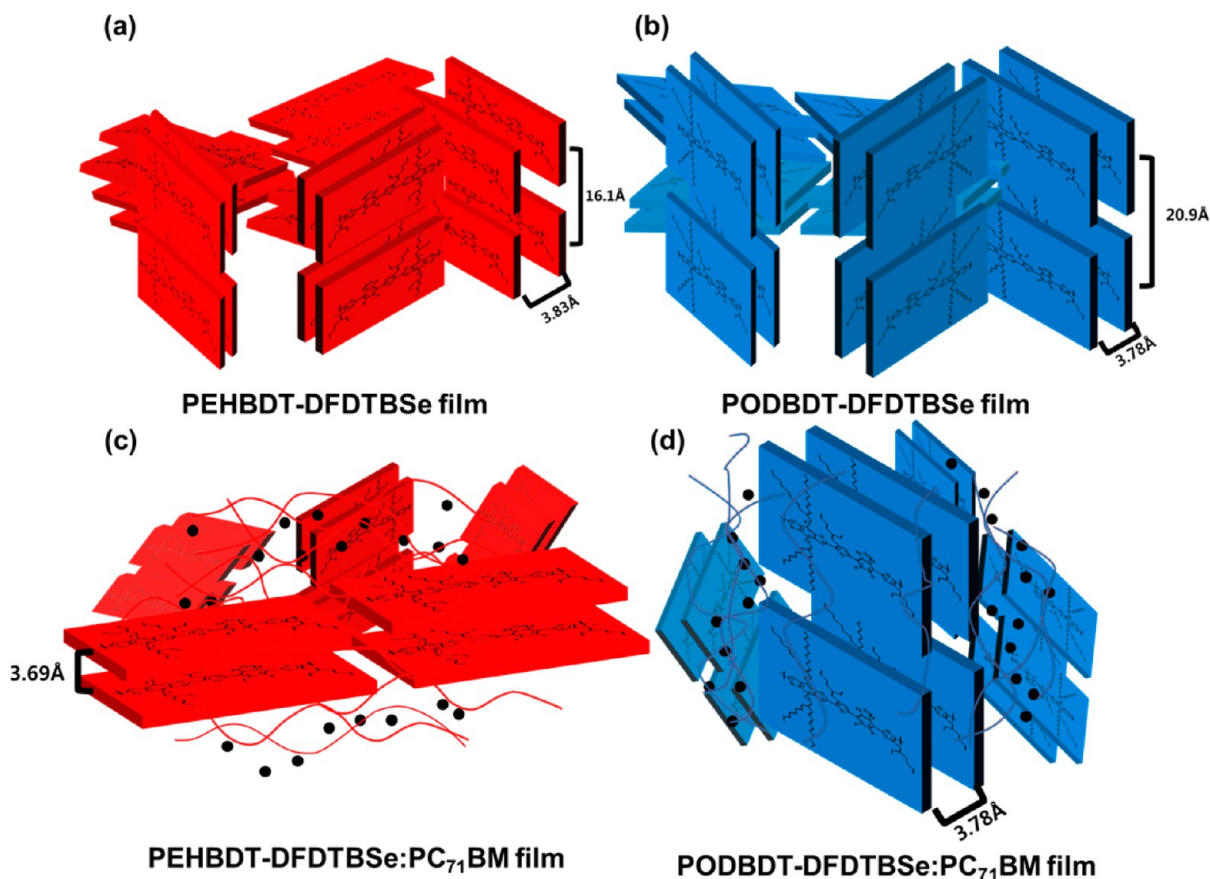 (a)
(b)
16.1Å
3.83Å
20.9Å
3.78Å
PEHBDT-DFDTBSe film
PODBDT-DFDTBSe film
(c)
(d)
3.69Å
3.78Å
PEHBDT-DFDTBSe:PC₇₁BM film
PODBDT-DFDTBSe:PC₇₁BM film